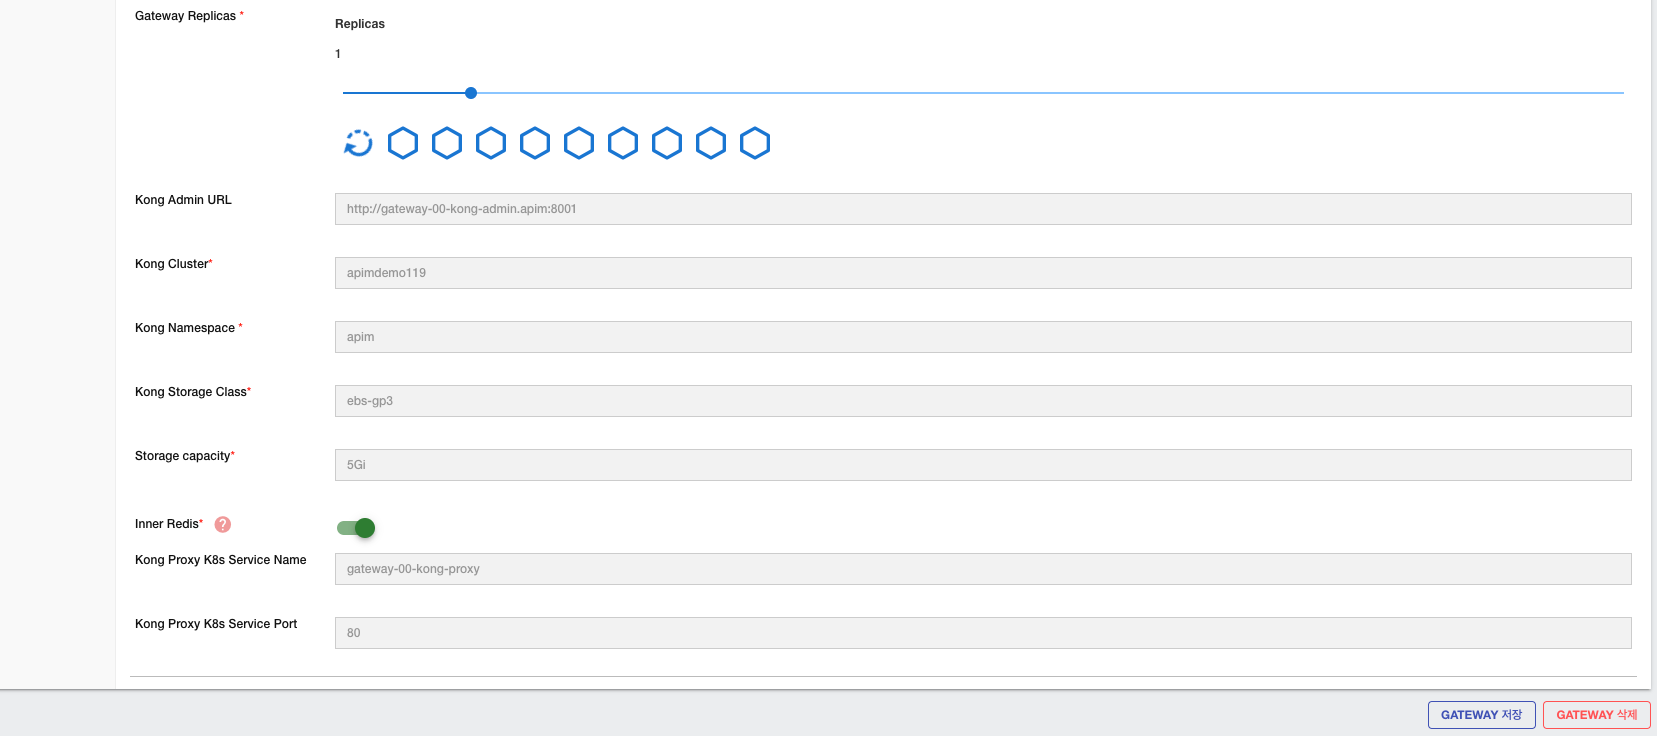 Gateway Replicas *
Replicas
1
Kong Admin URL
http://gateway-00-kong-admin.apim:8001
Kong Cluster*
apimdemo119
Kong Namespace *
apim
Kong Storage Class*
ebs-gp3
Storage capacity*
5Gi
Inner Redis* ?
Kong Proxy K8s Service Name
gateway-00-kong-proxy
Kong Proxy K8s Service Port
80
GATEWAY 저장
GATEWAY 삭제